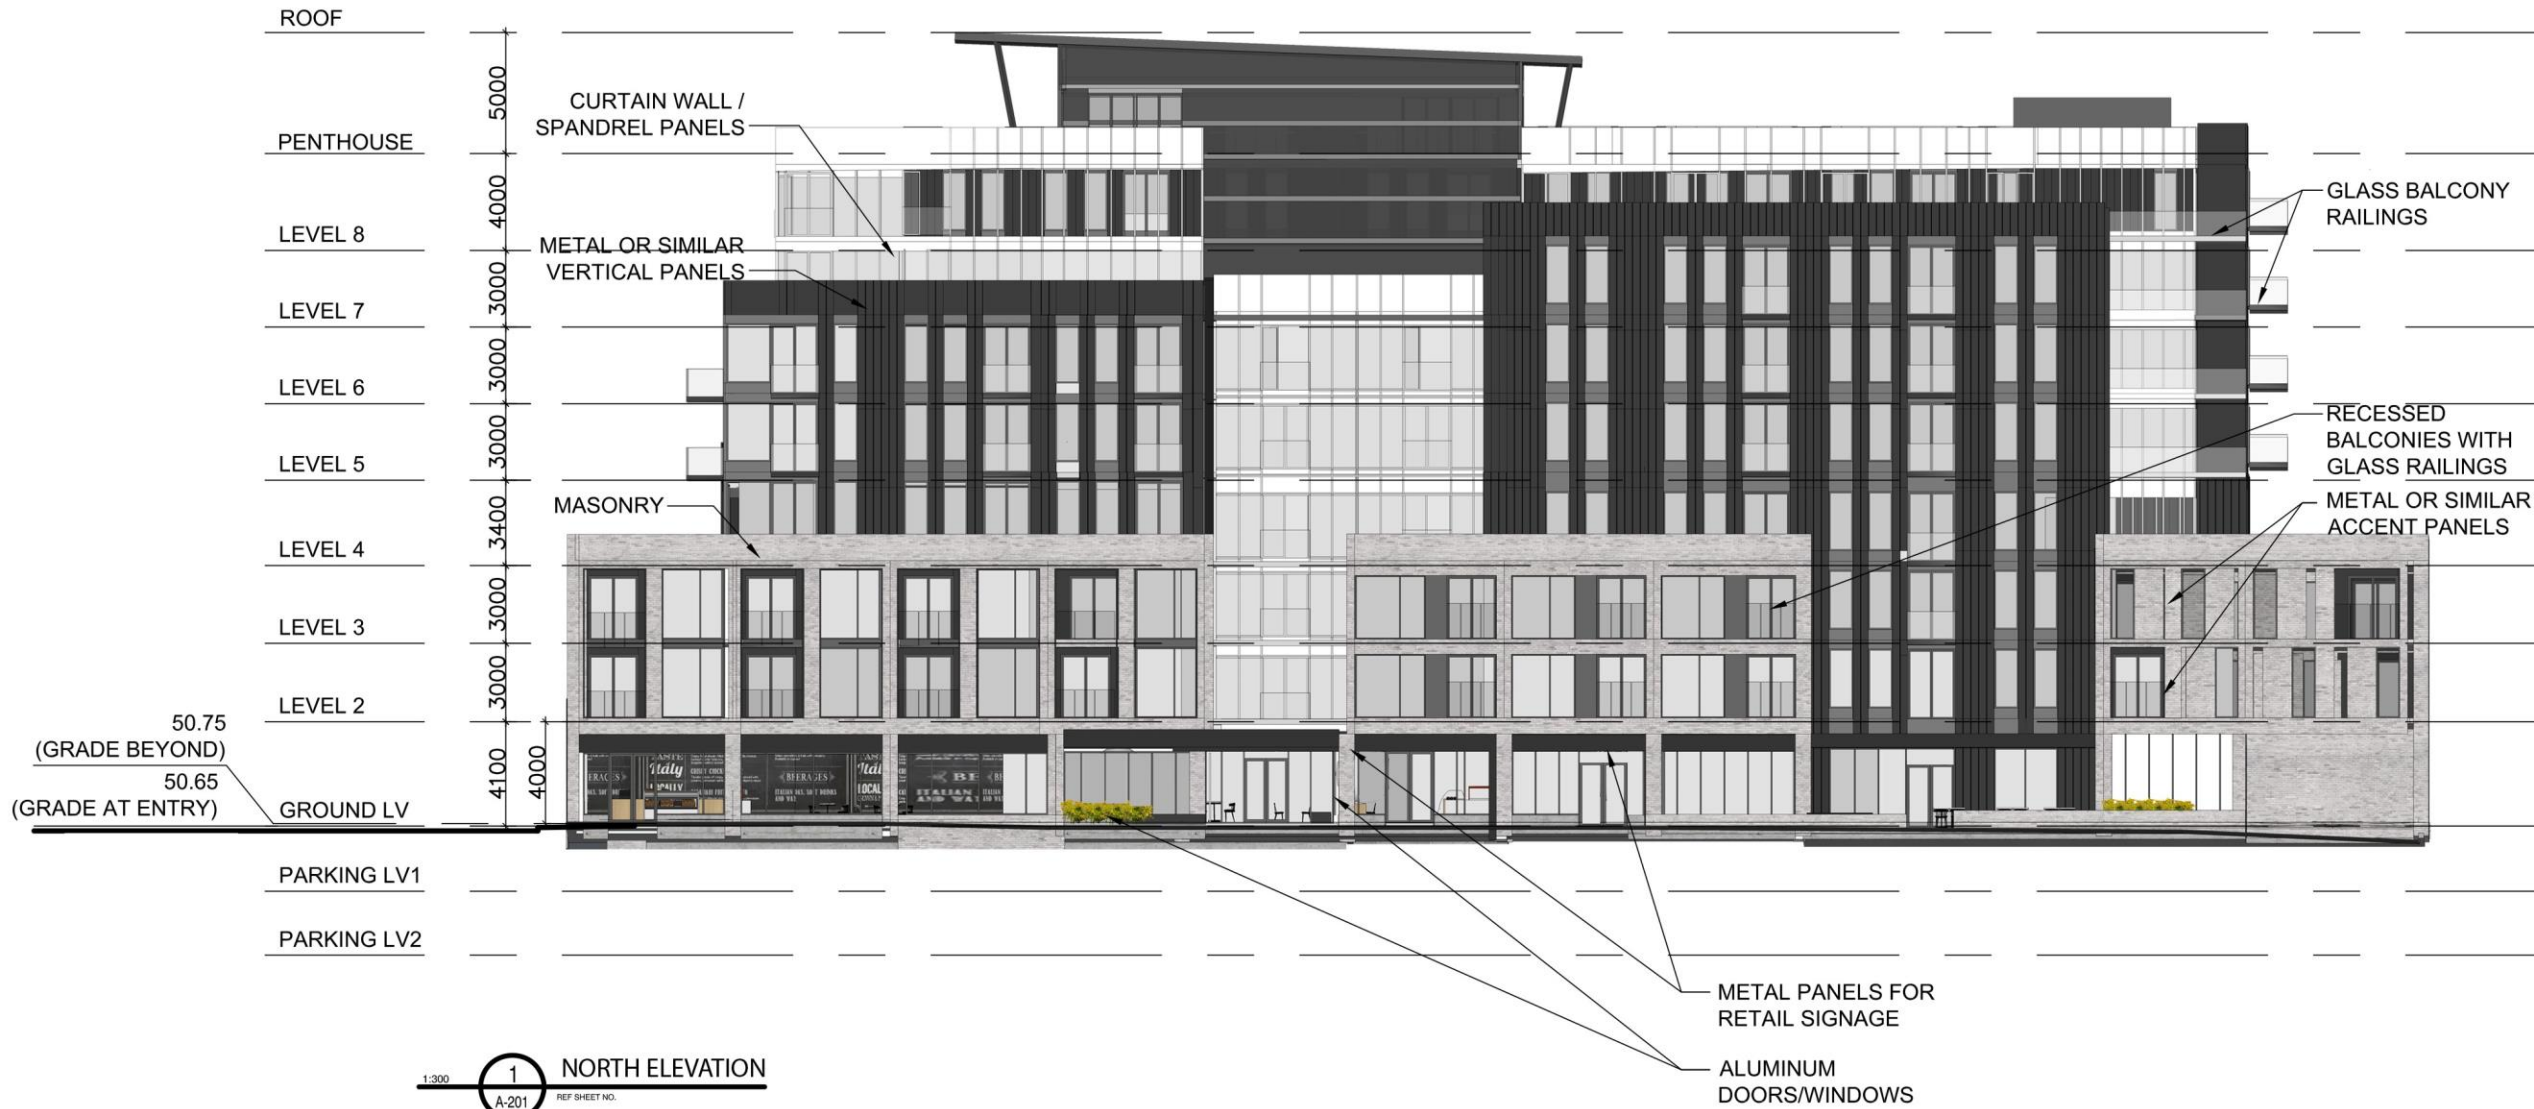 ROOF
5000
CURTAIN WALL /
SPANDREL PANELS
PENTHOUSE
4000
GLASS BALCONY
RAILINGS
LEVEL 8
METAL OR SIMILAR
VERTICAL PANELS
3000
LEVEL 7
3000
LEVEL 6
3000
RECESSED
BALCONIES WITH
GLASS RAILINGS
LEVEL 5
MASONRY
3400
METAL OR SIMILAR
ACCENT PANELS
LEVEL 4
3000
LEVEL 3
3000
LEVEL 2
50.75
(GRADE BEYOND)
50.65
(GRADE AT ENTRY)
4100
4000
GROUND LV
BEERAGES
Italy
LOCALLY
PARKING LV1
PARKING LV2
METAL PANELS FOR
RETAIL SIGNAGE
ALUMINUM
DOORS/WINDOWS
1:300
1
A-201
NORTH ELEVATION
REF SHEET NO.